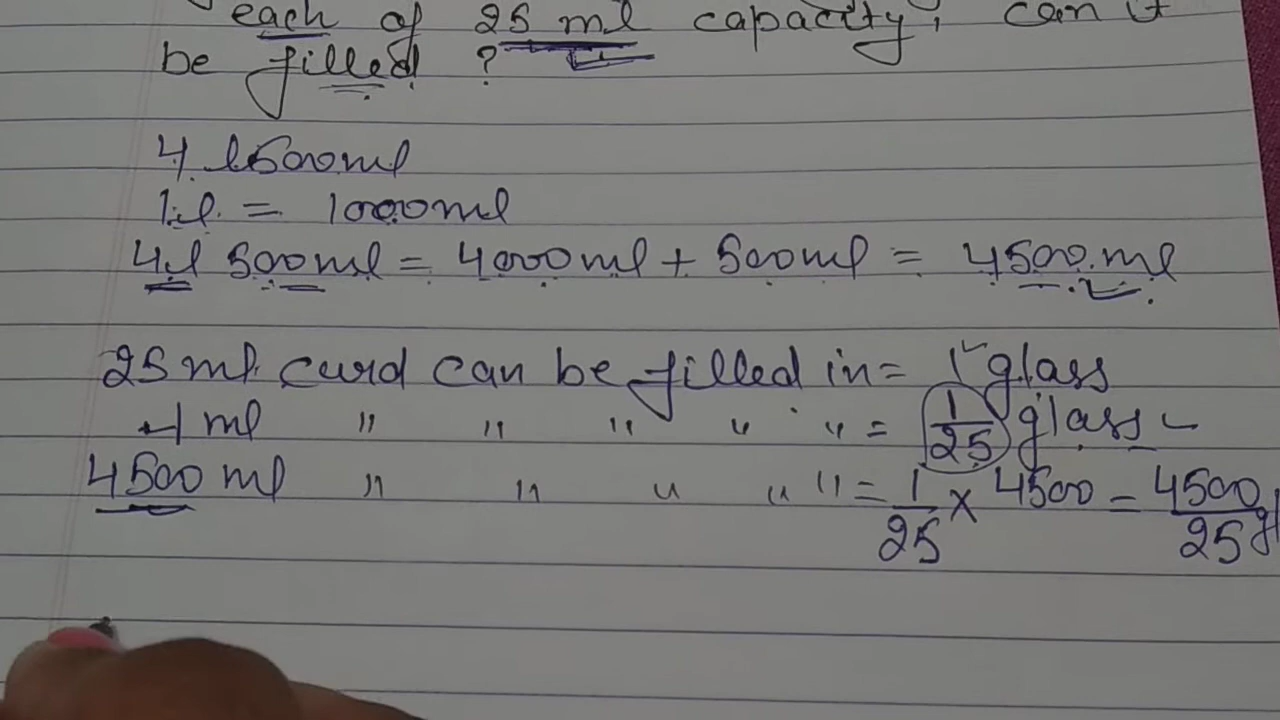 each of 25 ml capacity, can it
be filled ?
4 l 500ml
1 l = 1000ml
4 l 500ml = 4000ml + 500ml = 4500 ml
25 ml curd can be filled in = 1 glass
1 ml " " " " " = 1/25 glass
4500 ml " " " " " = 1/25 × 4500 = 4500/25 g